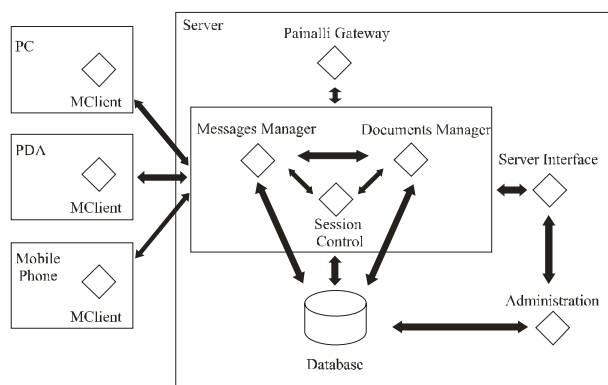 Server
PC
MClient
Painalli Gateway
Messages Manager
Documents Manager
PDA
MClient
Server Interface
Session
Control
Mobile
Phone
MClient
Administration
Database